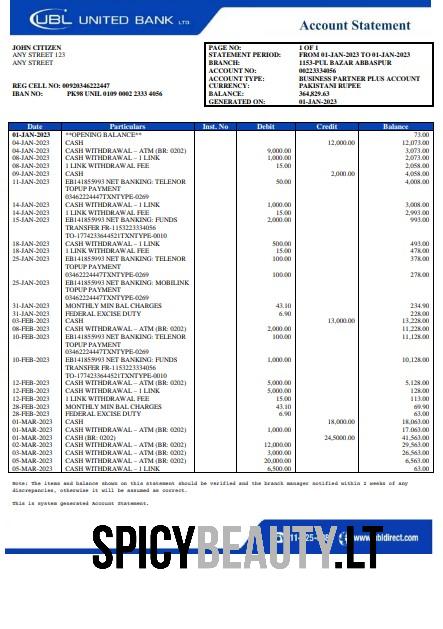 UBL UNITED BANK LTD.
Account Statement
JOHN CITIZEN
ANY STREET 123
ANY STREET
REG CELL NO: 00920346222447
IBAN NO: PK98 UNIL 0109 0002 2333 4056
PAGE NO: 1 OF 1
STATEMENT PERIOD: FROM 01-JAN-2023 TO 01-JAN-2023
BRANCH: 1153-PUL BAZAR ABBASPUR
ACCOUNT NO: 00223334056
ACCOUNT TYPE: BUSINESS PARTNER PLUS ACCOUNT
CURRENCY: PAKISTANI RUPEE
BALANCE: 364,829.63
GENERATED ON: 01-JAN-2023
Date Particulars Inst. No Debit Credit Balance
01-JAN-2023 **OPENING BALANCE** 73.00
04-JAN-2023 CASH 12,000.00 12,073.00
04-JAN-2023 CASH WITHDRAWAL – ATM (BR: 0202) 9,000.00 3,073.00
08-JAN-2023 CASH WITHDRAWAL – 1 LINK 1,000.00 2,073.00
08-JAN-2023 1 LINK WITHDRAWAL FEE 15.00 2,058.00
09-JAN-2023 CASH 2,000.00 4,058.00
11-JAN-2023 EB141855993 NET BANKING: TELENOR 50.00 4,008.00
TOPUP PAYMENT
03462224447TXNTYPE-0269
14-JAN-2023 CASH WITHDRAWAL – 1 LINK 1,000.00 3,008.00
14-JAN-2023 1 LINK WITHDRAWAL FEE 15.00 2,993.00
15-JAN-2023 EB141855993 NET BANKING: FUNDS 2,000.00 993.00
TRANSFER FR-1153223334056
TO-1774233644521TXNTYPE-0010
18-JAN-2023 CASH WITHDRAWAL – 1 LINK 500.00 493.00
18-JAN-2023 1 LINK WITHDRAWAL FEE 15.00 478.00
25-JAN-2023 EB141855993 NET BANKING: TELENOR 100.00 378.00
TOPUP PAYMENT
03462224447TXNTYPE-0269 100.00 278.00
25-JAN-2023 EB141855993 NET BANKING: MOBILINK
TOPUP PAYMENT
03462224447TXNTYPE-0269
31-JAN-2023 MONTHLY MIN BAL CHARGES 43.10 234.90
31-JAN-2023 FEDERAL EXCISE DUTY 6.90 228.00
03-FEB-2023 CASH 13,000.00 13,228.00
08-FEB-2023 CASH WITHDRAWAL – ATM (BR: 0202) 2,000.00 11,228.00
10-FEB-2023 EB141855993 NET BANKING: TELENOR 100.00 11,128.00
TOPUP PAYMENT
03462224447TXNTYPE-0269
10-FEB-2023 EB141855993 NET BANKING: FUNDS 1,000.00 10,128.00
TRANSFER FR-1153223334056
TO-1774233644521TXNTYPE-0010
12-FEB-2023 CASH WITHDRAWAL – ATM (BR: 0202) 5,000.00 5,128.00
12-FEB-2023 CASH WITHDRAWAL – 1 LINK 5,000.00 128.00
12-FEB-2023 1 LINK WITHDRAWAL FEE 15.00 113.00
28-FEB-2023 MONTHLY MIN BAL CHARGES 43.10 69.90
28-FEB-2023 FEDERAL EXCISE DUTY 6.90 63.00
01-MAR-2023 CASH 18,000.00 18,063.00
01-MAR-2023 CASH WITHDRAWAL – ATM (BR: 0202) 1,000.00 17.063.00
01-MAR-2023 CASH (BR: 0202) 24,5000.00 41,563.00
02-MAR-2023 CASH WITHDRAWAL – ATM (BR: 0202) 12,000.00 29,563.00
03-MAR-2023 CASH WITHDRAWAL – ATM (BR: 0202) 3,000.00 26,563.00
05-MAR-2023 CASH WITHDRAWAL – ATM (BR: 0202) 20,000.00 6,563.00
05-MAR-2023 CASH WITHDRAWAL – 1 LINK 6,500.00 63.00
Note: The items and balance shown on this statement should be verified and the branch manager notified within 2 weeks of any
discrepancies, otherwise it will be assumed as correct.
This is system generated Account Statement.
SPICYBEAUTY.LT
www.ubldirect.com